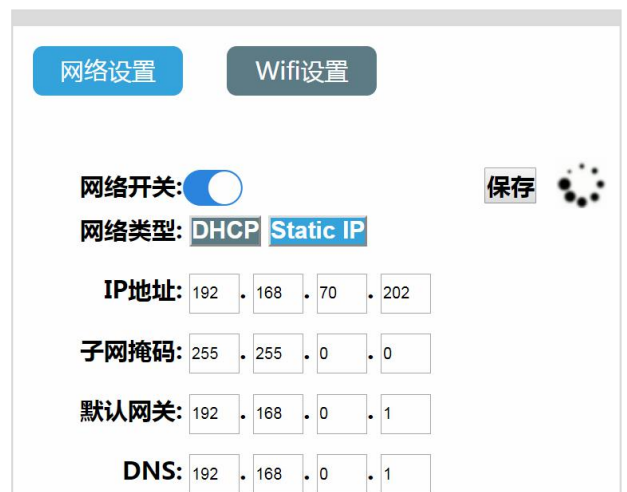 网络设置 Wifi设置
网络开关: 保存
网络类型: DHCP Static IP
IP地址: 192 . 168 . 70 . 202
子网掩码: 255 . 255 . 0 . 0
默认网关: 192 . 168 . 0 . 1
DNS: 192 . 168 . 0 . 1